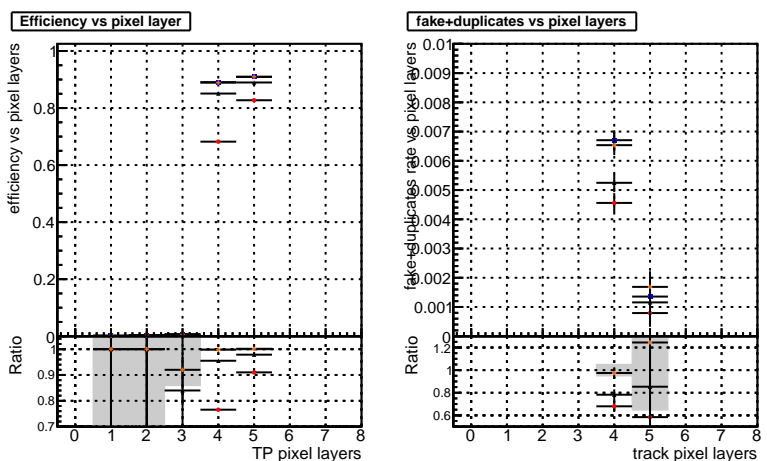 Efficiency vs pixel layer
efficiency vs pixel layers
1
0.8
0.6
0.4
0.2
0
Ratio
1
0.9
0.8
0.7
0 1 2 3 4 5 6 7 8
TP pixel layers
fake+duplicates vs pixel layers
fake+duplicates rate vs pixel layers
0.01
0.009
0.008
0.007
0.006
0.005
0.004
0.003
0.002
0.001
0
Ratio
1.2
1
0.8
0.6
0 1 2 3 4 5 6 7 8
track pixel layers